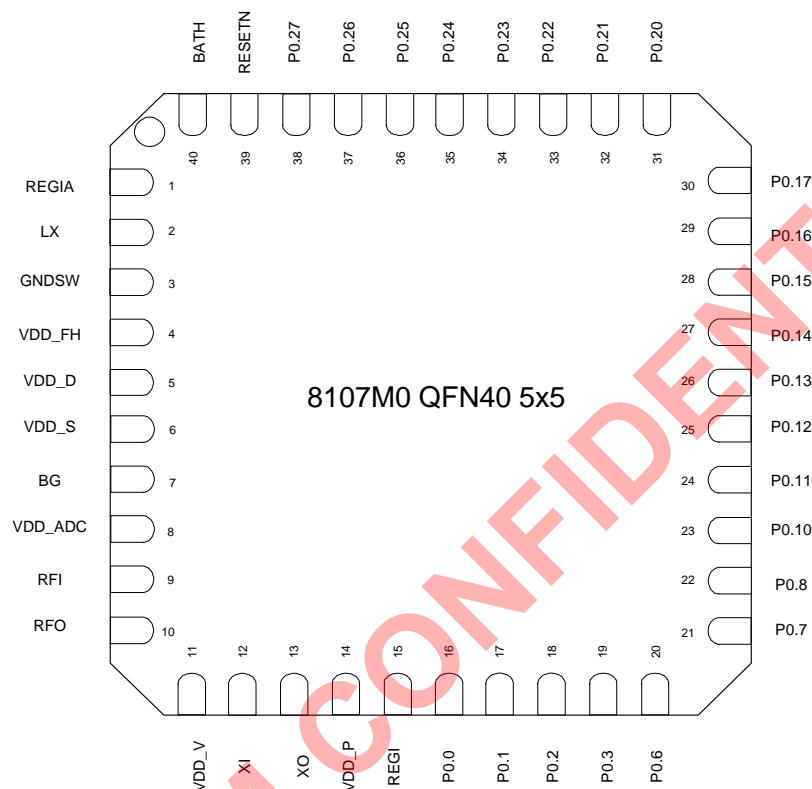 BATH
RESETN
P0.27
P0.26
P0.25
P0.24
P0.23
P0.22
P0.21
P0.20
40
39
38
37
36
35
34
33
32
31
REGIA
1
LX
2
GNDSW
3
VDD_FH
4
VDD_D
5
VDD_S
6
BG
7
VDD_ADC
8
RFI
9
RFO
10
8107M0 QFN40 5x5
30
P0.17
29
P0.16
28
P0.15
27
P0.14
26
P0.13
25
P0.12
24
P0.11
23
P0.10
22
P0.8
21
P0.7
11
12
13
14
15
16
17
18
19
20
VDD_V
XI
XO
VDD_P
REGI
P0.0
P0.1
P0.2
P0.3
P0.6
CONFIDENT